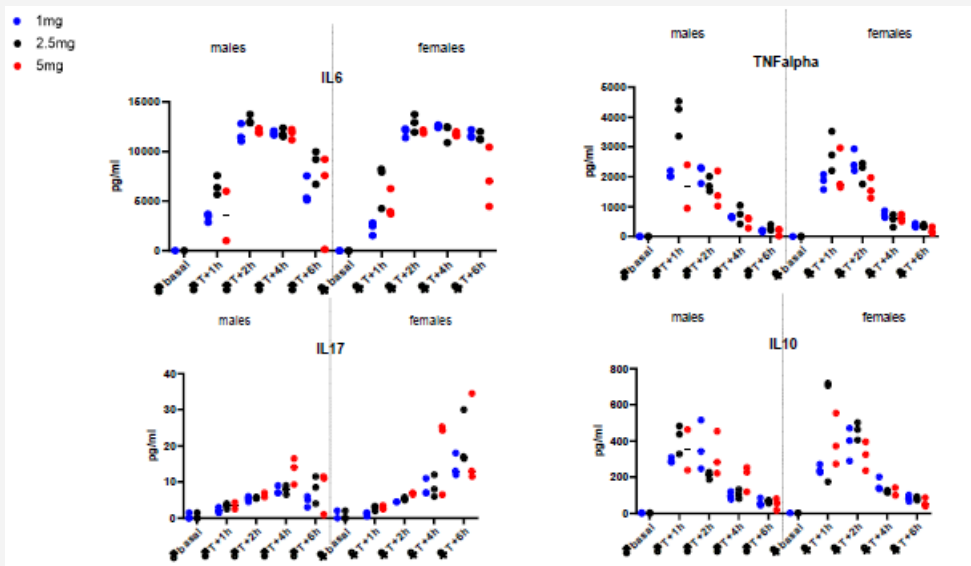 1mg
2.5mg
5mg
males
females
IL6
pg/ml
16000
12000
8000
4000
0
basal
T+1h
T+2h
T+4h
T+6h
basal
T+1h
T+2h
T+4h
T+6h
males
females
TNFalpha
pg/ml
5000
4000
3000
2000
1000
0
basal
T+1h
T+2h
T+4h
T+6h
basal
T+1h
T+2h
T+4h
T+6h
males
females
IL17
pg/ml
40
30
20
10
0
basal
T+1h
T+2h
T+4h
T+6h
basal
T+1h
T+2h
T+4h
T+6h
males
females
IL10
pg/ml
800
600
400
200
0
basal
T+1h
T+2h
T+4h
T+6h
basal
T+1h
T+2h
T+4h
T+6h